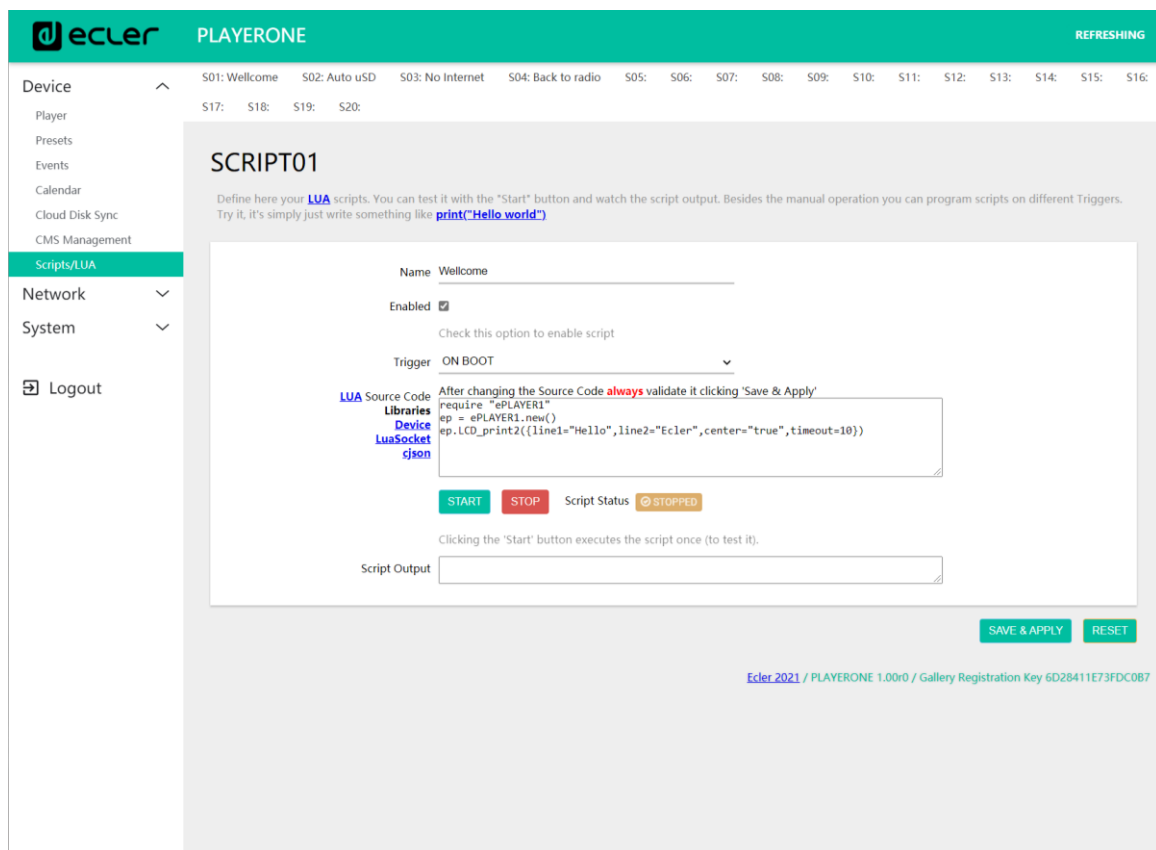 ecler
PLAYERONE
REFRESHING
Device
Player
Presets
Events
Calendar
Cloud Disk Sync
CMS Management
Scripts/LUA
Network
System
Logout
S01: Wellcome S02: Auto uSD S03: No Internet S04: Back to radio S05: S06: S07: S08: S09: S10: S11: S12: S13: S14: S15: S16:
S17: S18: S19: S20:
SCRIPT01
Define here your LUA scripts. You can test it with the "Start" button and watch the script output. Besides the manual operation you can program scripts on different Triggers.
Try it, it's simply just write something like print("Hello world")
Name Wellcome
Enabled
Check this option to enable script
Trigger ON BOOT
LUA Source Code
Libraries
Device
LuaSocket
cjson
After changing the Source Code always validate it clicking 'Save & Apply'
require "ePLAYER1"
ep = ePLAYER1.new()
ep.LCD_print2({line1="Hello",line2="Ecler",center="true",timeout=10})
START STOP Script Status STOPPED
Clicking the 'Start' button executes the script once (to test it).
Script Output
SAVE & APPLY RESET
Ecler 2021 / PLAYERONE 1.00r0 / Gallery Registration Key 6D28411E73FDC0B7